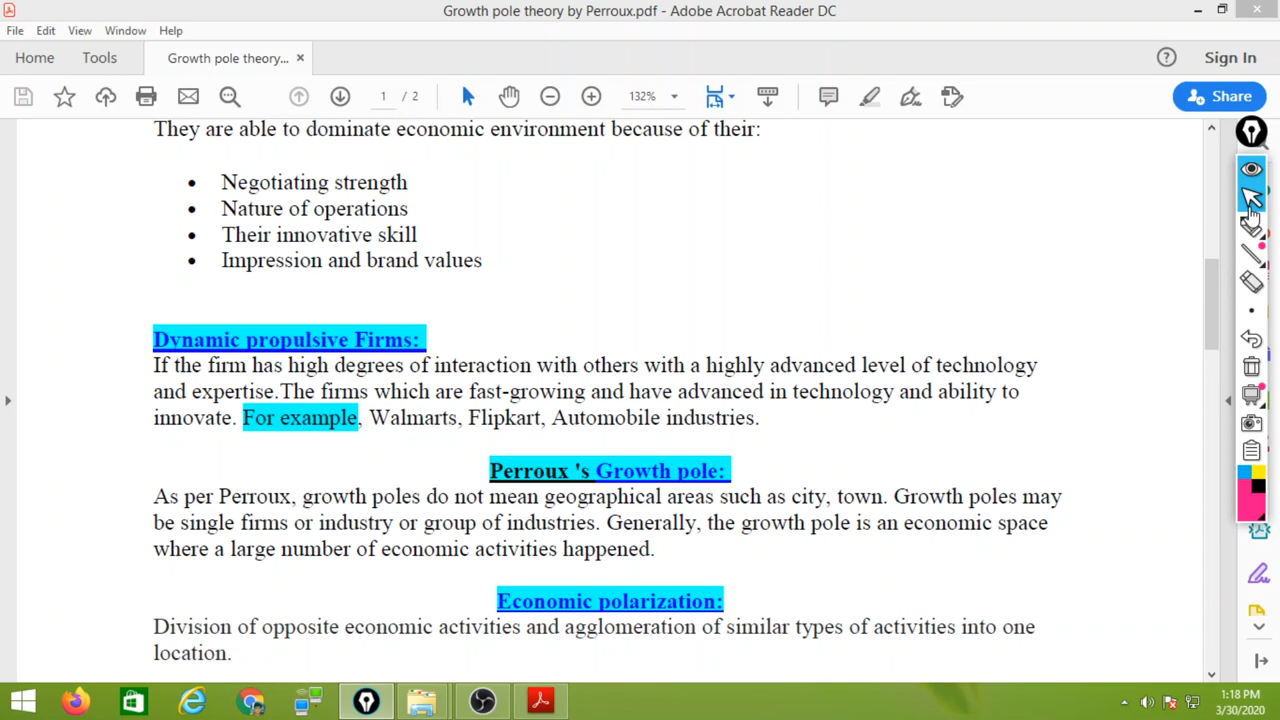 Growth pole theory by Perroux.pdf - Adobe Acrobat Reader DC
File Edit View Window Help
Home Tools Growth pole theory... × Sign In
1 / 2 132% Share
They are able to dominate economic environment because of their:
• Negotiating strength
• Nature of operations
• Their innovative skill
• Impression and brand values
Dynamic propulsive Firms:
If the firm has high degrees of interaction with others with a highly advanced level of technology
and expertise.The firms which are fast-growing and have advanced in technology and ability to
innovate. For example, Walmarts, Flipkart, Automobile industries.
Perroux 's Growth pole:
As per Perroux, growth poles do not mean geographical areas such as city, town. Growth poles may
be single firms or industry or group of industries. Generally, the growth pole is an economic space
where a large number of economic activities happened.
Economic polarization:
Division of opposite economic activities and agglomeration of similar types of activities into one
location.
1:18 PM
3/30/2020